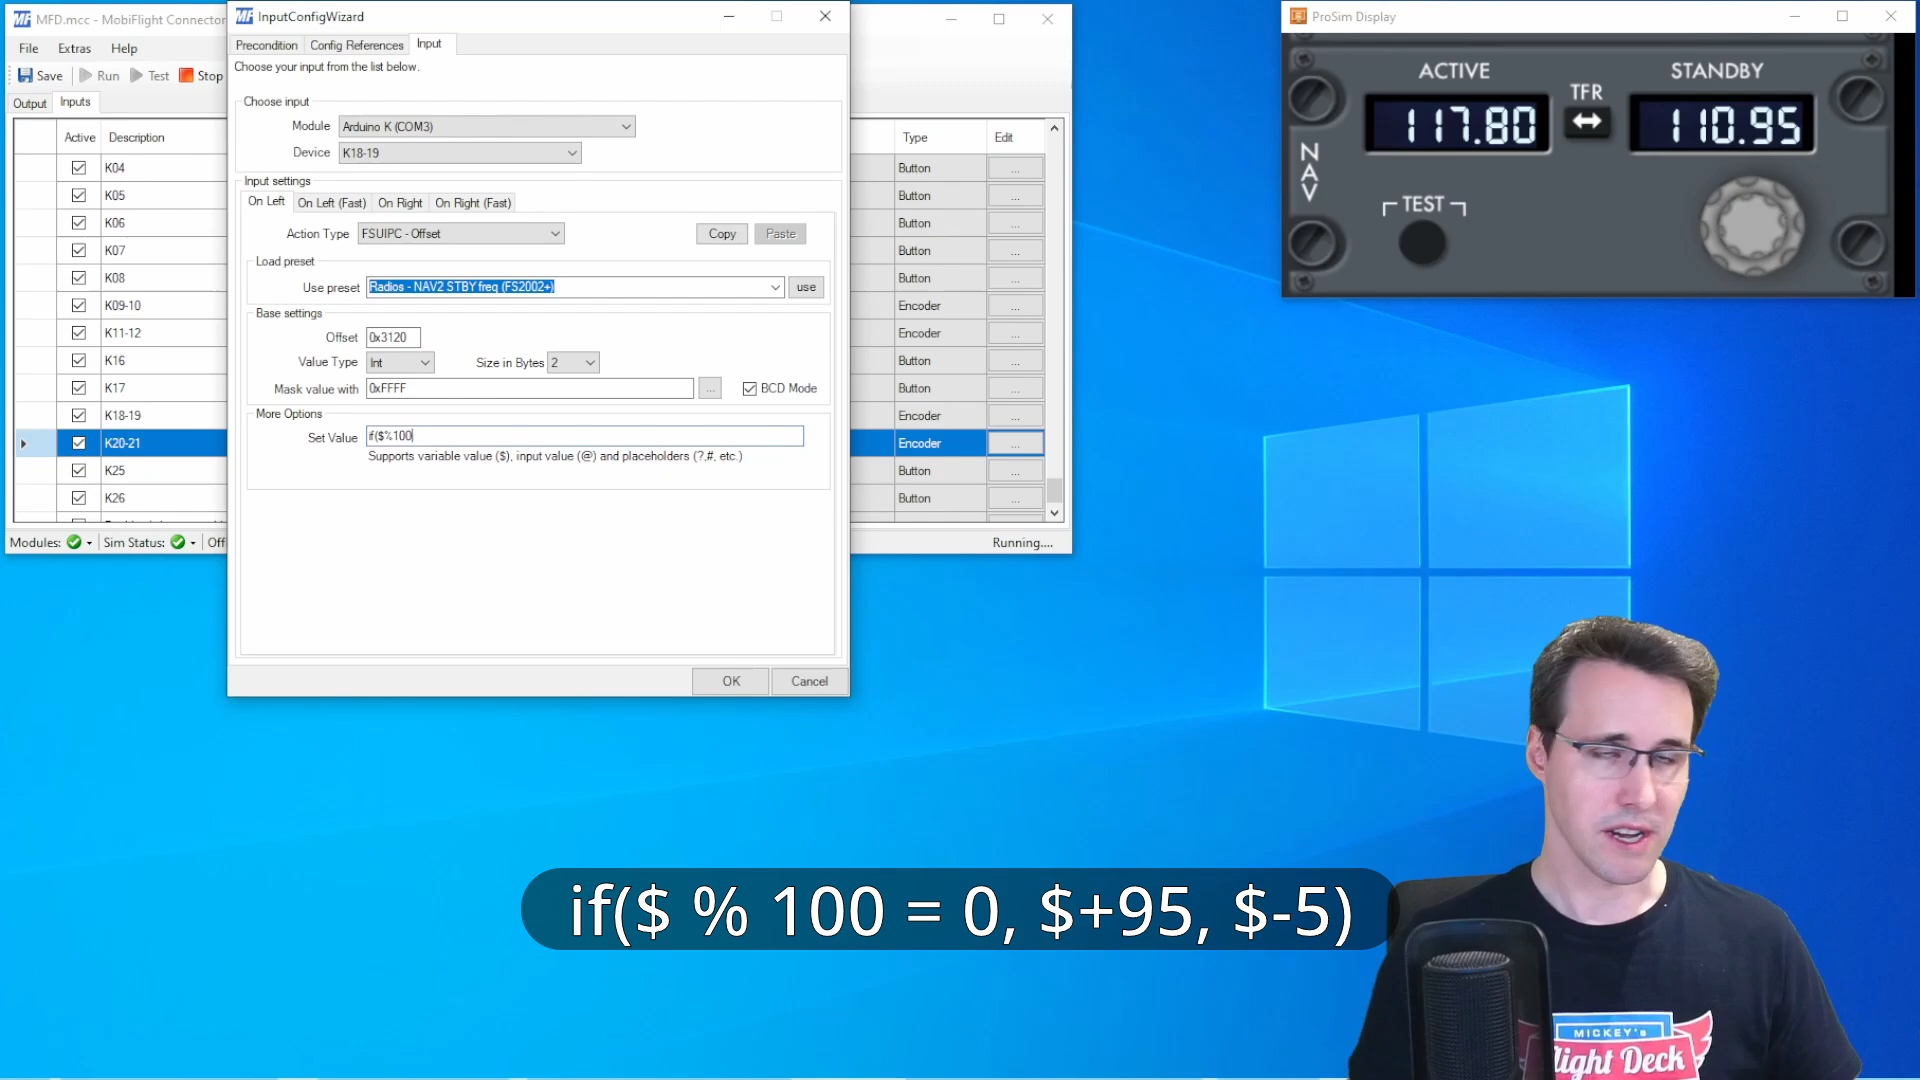 MFD.mcc - MobiFlight Connector
File Extras Help
Save Run Test Stop
Output Inputs
Active Description
K04
K05
K06
K07
K08
K09-10
K11-12
K16
K17
K18-19
K20-21
K25
K26
Modules: Sim Status:
InputConfigWizard
Precondition Config References Input
Choose your input from the list below.
Choose input
Module Arduino K (COM3)
Device K18-19
Input settings
On Left On Left (Fast) On Right On Right (Fast)
Action Type FSUIPC - Offset Copy Paste
Load preset
Use preset Radios - NAV2 STBY freq (FS2002+) use
Base settings
Offset 0x3120
Value Type Int Size in Bytes 2
Mask value with 0xFFFF ... BCD Mode
More Options
Set Value if($%100
Supports variable value ($), input value (@) and placeholders (?,#, etc.)
OK Cancel
Type Edit
Button ...
Button ...
Button ...
Button ...
Button ...
Encoder ...
Encoder ...
Button ...
Button ...
Encoder ...
Encoder ...
Button ...
Button ...
Running....
ProSim Display
ACTIVE STANDBY
TFR
117.80 110.95
NAV
TEST
if($ % 100 = 0, $+95, $-5)
MICKEY's
light Deck